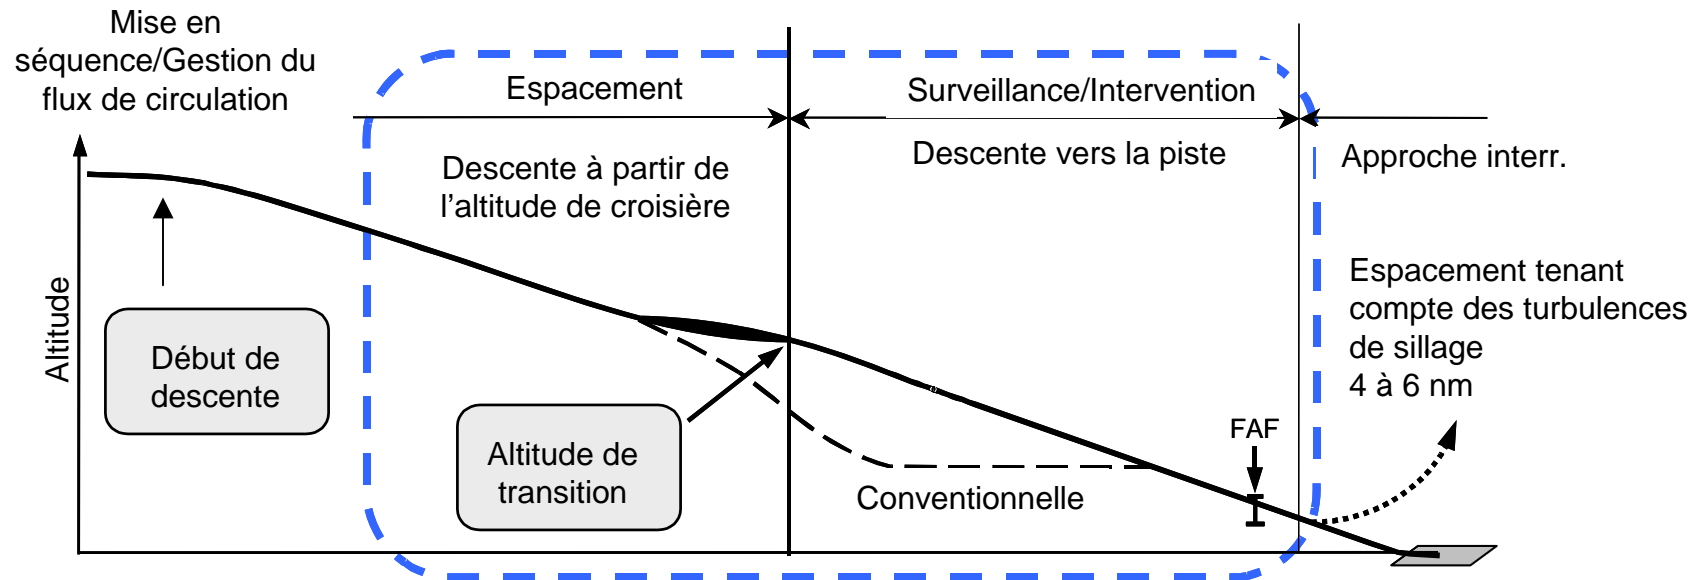 Mise en
séquence/Gestion du
flux de circulation
Espacement
Surveillance/Intervention
Descente à partir de
l'altitude de croisière
Descente vers la piste
Approche interr.
Altitude
Début de
descente
Altitude de
transition
Conventionnelle
FAF
Espacement tenant
compte des turbulences
de sillage
4 à 6 nm